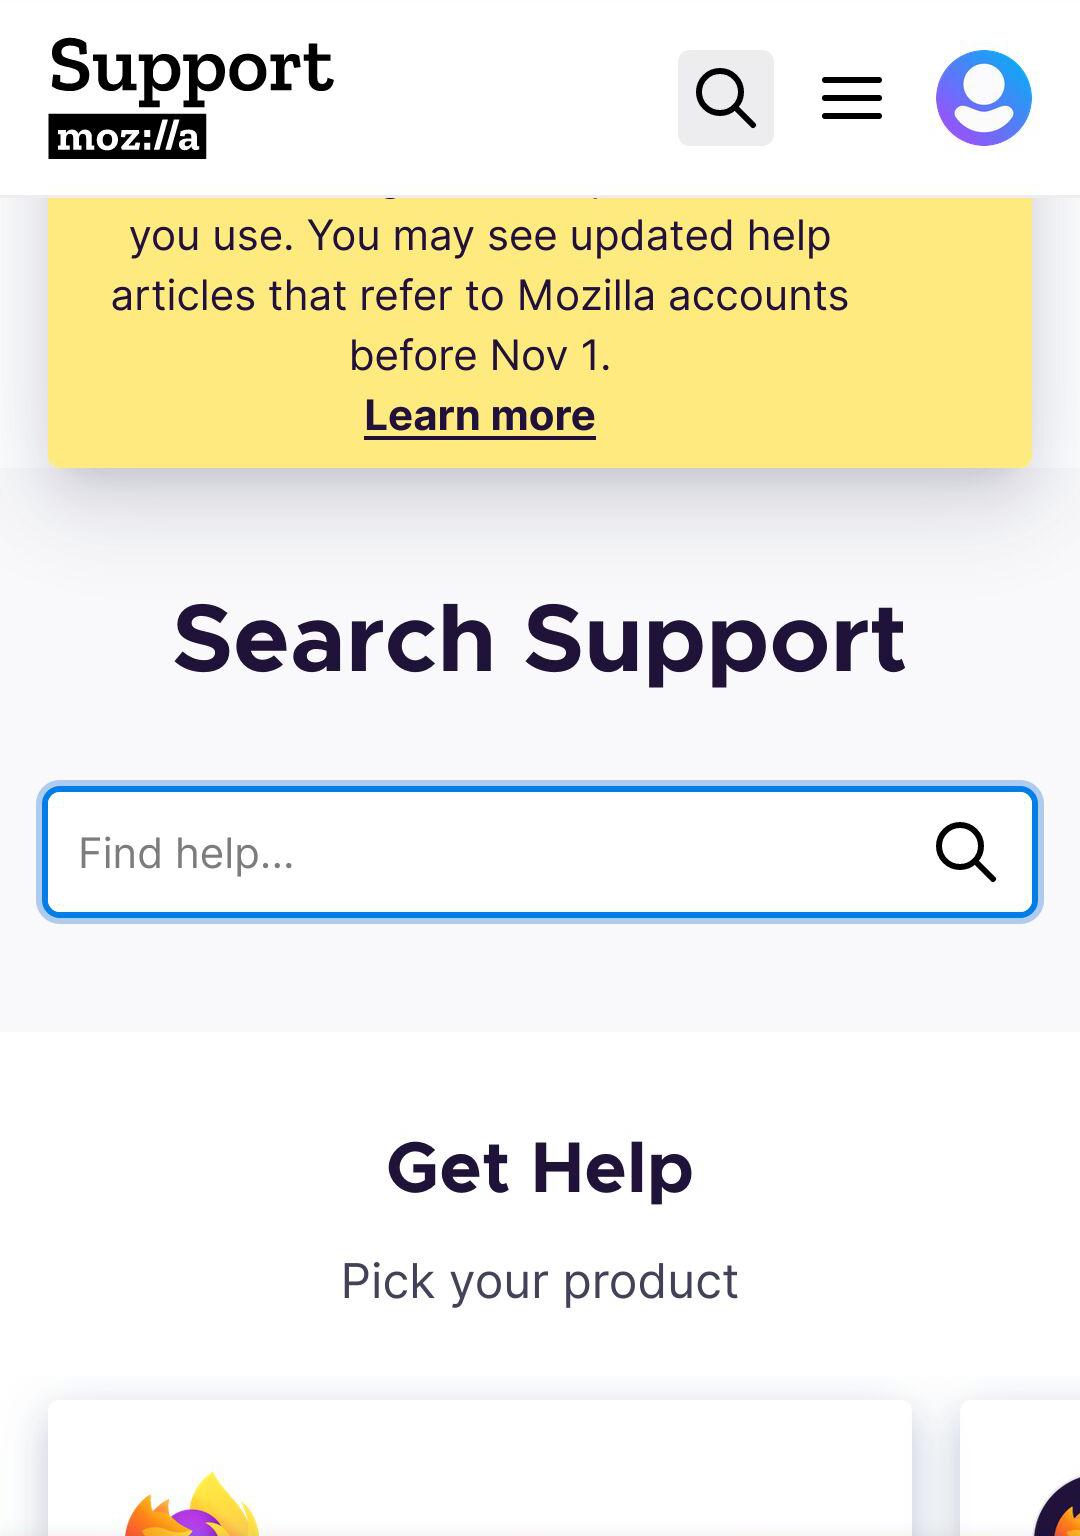 Support
moz://a
you use. You may see updated help
articles that refer to Mozilla accounts
before Nov 1.
Learn more
Search Support
Find help...
Get Help
Pick your product